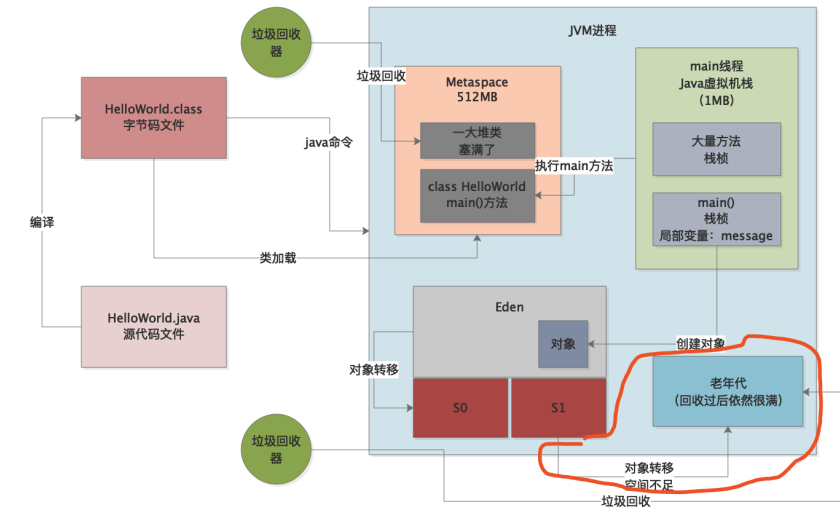 垃圾回收
器
JVM进程
垃圾回收
Metaspace
512MB
一大堆类
塞满了
class HelloWorld
main()方法
main线程
Java虚拟机栈
(1MB)
大量方法
栈帧
main()
栈桢
局部变量：message
执行main方法
HelloWorld.class
字节码文件
java命令
编译
类加载
HelloWorld.java
源代码文件
Eden
对象
创建对象
对象转移
S0
S1
老年代
（回收过后依然很满）
垃圾回收
器
对象转移
空间不足
垃圾回收